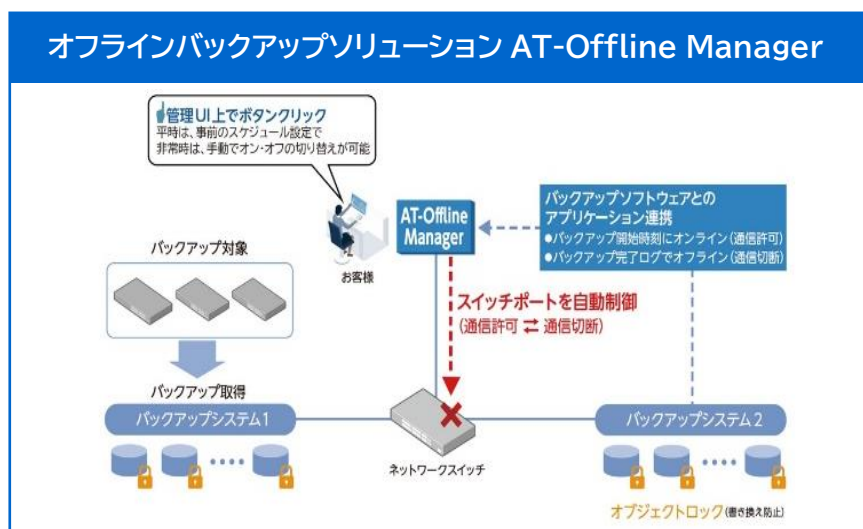 オフラインバックアップソリューション AT-Offline Manager
管理UI上でボタンクリック
平時は、事前のスケジュール設定で
非常時は、手動でオン・オフの切り替えが可能
お客様
AT-Offline
Manager
バックアップソフトウェアとの
アプリケーション連携
●バックアップ開始時刻にオンライン(通信許可)
●バックアップ完了ログでオフライン(通信切断)
バックアップ対象
スイッチポートを自動制御
(通信許可 ⇄ 通信切断)
バックアップ取得
バックアップシステム1
ネットワークスイッチ
バックアップシステム2
オブジェクトロック(書き換え防止)